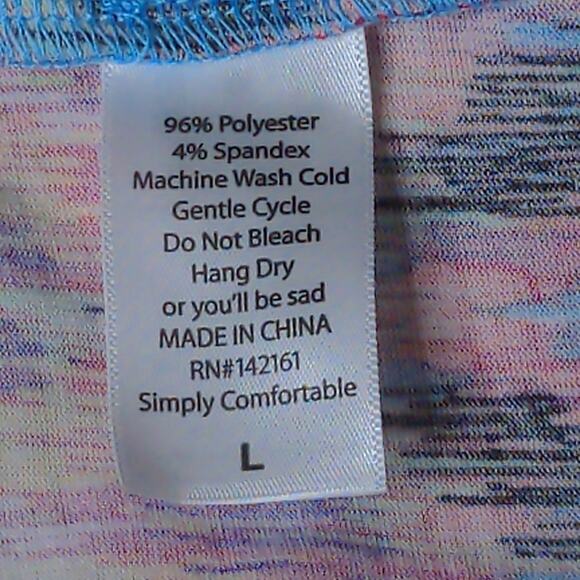 96% Polyester
4% Spandex
Machine Wash Cold
Gentle Cycle
Do Not Bleach
Hang Dry
or you'll be sad
MADE IN CHINA
RN#142161
Simply Comfortable
L